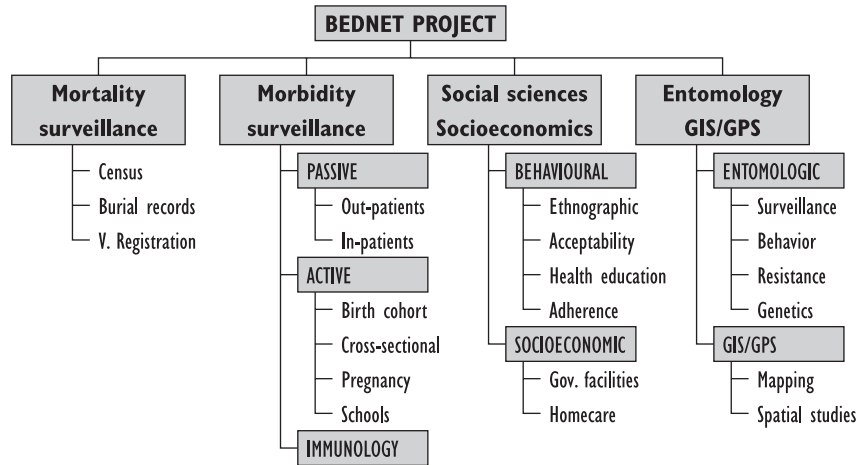 BEDNET PROJECT
Mortality
surveillance
Census
Burial records
V. Registration
Morbidity
surveillance
PASSIVE
Out-patients
In-patients
ACTIVE
Birth cohort
Cross-sectional
Pregnancy
Schools
IMMUNOLOGY
Social sciences
Socioeconomics
BEHAVIOURAL
Ethnographic
Acceptability
Health education
Adherence
SOCIOECONOMIC
Gov. facilities
Homecare
Entomology
GIS/GPS
ENTOMOLOGIC
Surveillance
Behavior
Resistance
Genetics
GIS/GPS
Mapping
Spatial studies